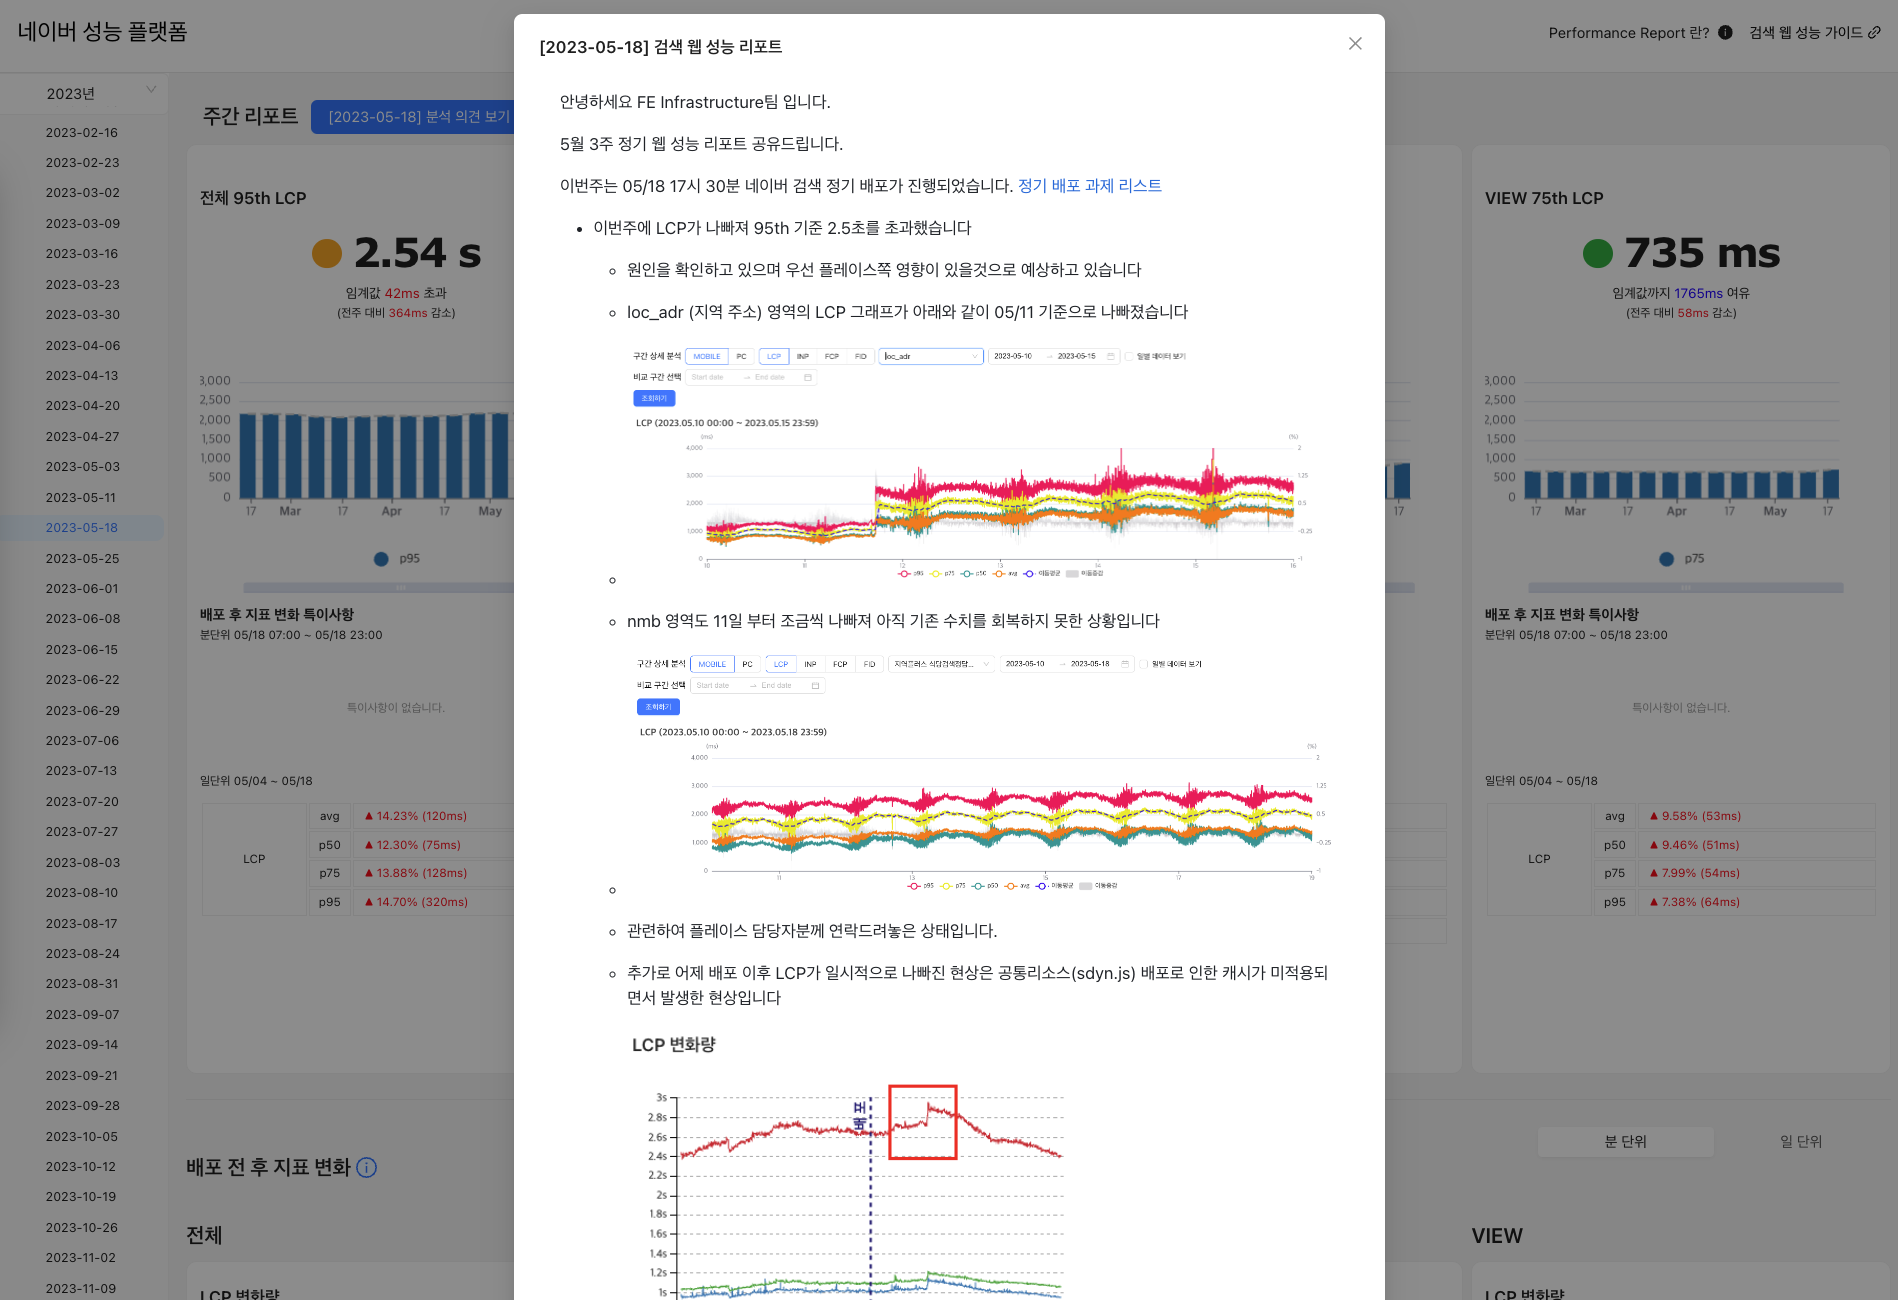 네이버 성능 플랫폼
Performance Report 란?
검색 웹 성능 가이드
2023년
2023-02-16
2023-02-23
2023-03-02
2023-03-09
2023-03-16
2023-03-23
2023-03-30
2023-04-06
2023-04-13
2023-04-20
2023-04-27
2023-05-03
2023-05-11
2023-05-18
2023-05-25
2023-06-01
2023-06-08
2023-06-15
2023-06-22
2023-06-29
2023-07-06
2023-07-13
2023-07-20
2023-07-27
2023-08-03
2023-08-10
2023-08-17
2023-08-24
2023-08-31
2023-09-07
2023-09-14
2023-09-21
2023-09-28
2023-10-05
2023-10-12
2023-10-19
2023-10-26
2023-11-02
2023-11-09
주간 리포트
[2023-05-18] 분석 의견 보기
전체 95th LCP
2.54 s
임계값 42ms 초과
(전주 대비 364ms 감소)
3,000
2,500
2,000
1,500
1,000
500
0
17 Mar 17 Apr 17 May
p95
배포 후 지표 변화 특이사항
분단위 05/18 07:00 ~ 05/18 23:00
특이사항이 없습니다.
일단위 05/04 ~ 05/18
LCP
avg ▲ 14.23% (120ms)
p50 ▲ 12.30% (75ms)
p75 ▲ 13.88% (128ms)
p95 ▲ 14.70% (320ms)
배포 전 후 지표 변화
전체
LCP 변화량
[2023-05-18] 검색 웹 성능 리포트
안녕하세요 FE Infrastructure팀 입니다.
5월 3주 정기 웹 성능 리포트 공유드립니다.
이번주는 05/18 17시 30분 네이버 검색 정기 배포가 진행되었습니다. 정기 배포 과제 리스트
이번주에 LCP가 나빠져 95th 기준 2.5초를 초과했습니다
원인을 확인하고 있으며 우선 플레이스쪽 영향이 있을것으로 예상하고 있습니다
loc_adr (지역 주소) 영역의 LCP 그래프가 아래와 같이 05/11 기준으로 나빠졌습니다
구간 상세 분석 MOBILE PC LCP INP FCP FID loc_adr 2023-05-10 → 2023-05-15 일별 데이터 보기
비교 구간 선택 Start date → End date
조회하기
LCP (2023.05.10 00:00 ~ 2023.05.15 23:59)
(ms) (%)
4,000 2
3,000 1.25
2,000 0.5
1,000 -0.25
0 -1
10 11 12 13 14 15 16
p95 p75 p50 avg 이동평균 이동증감
nmb 영역도 11일 부터 조금씩 나빠져 아직 기존 수치를 회복하지 못한 상황입니다
구간 상세 분석 MOBILE PC LCP INP FCP FID 지역플러스 식당검색정답... 2023-05-10 → 2023-05-18 일별 데이터 보기
비교 구간 선택 Start date → End date
조회하기
LCP (2023.05.10 00:00 ~ 2023.05.18 23:59)
(ms) (%)
4,000 2
3,000 1.25
2,000 0.5
1,000 -0.25
0 -1
11 13 15 17 19
p95 p75 p50 avg 이동평균 이동증감
관련하여 플레이스 담당자분께 연락드려놓은 상태입니다.
추가로 어제 배포 이후 LCP가 일시적으로 나빠진 현상은 공통리소스(sdyn.js) 배포로 인한 캐시가 미적용되
면서 발생한 현상입니다
LCP 변화량
배포
3s
2.8s
2.6s
2.4s
2.2s
2s
1.8s
1.6s
1.4s
1.2s
1s
17
VIEW 75th LCP
735 ms
임계값까지 1765ms 여유
(전주 대비 58ms 감소)
3,000
2,500
2,000
1,500
1,000
500
0
17 Mar 17 Apr 17 May 17
p75
배포 후 지표 변화 특이사항
분단위 05/18 07:00 ~ 05/18 23:00
특이사항이 없습니다.
일단위 05/04 ~ 05/18
LCP
avg ▲ 9.58% (53ms)
p50 ▲ 9.46% (51ms)
p75 ▲ 7.99% (54ms)
p95 ▲ 7.38% (64ms)
분 단위
일 단위
VIEW
LCP 변화량